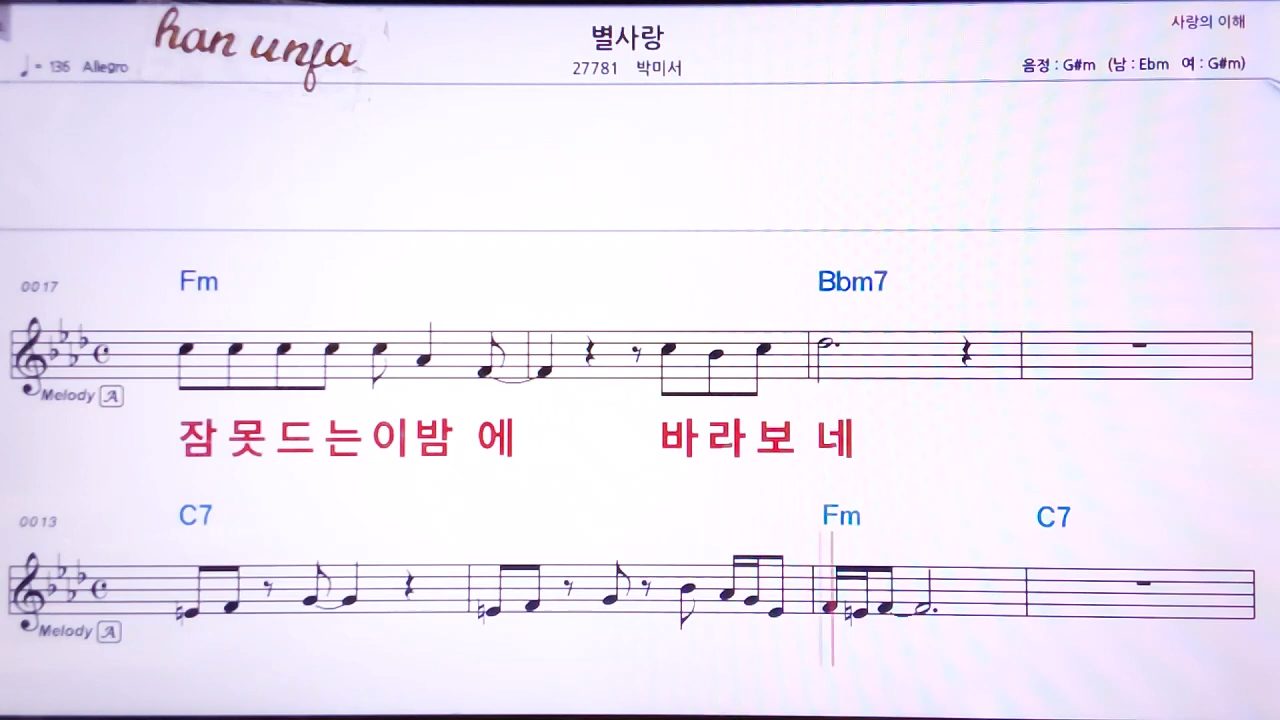 han unja
별사랑
사랑의 이해
♩= 136 Allegro
27781 박미서
음정 : G#m (남 : Ebm 여 : G#m)
0017
Fm Bbm7
Melody A
잠 못 드 는 이 밤 에 바 라 보 네
0013
C7 Fm C7
Melody A